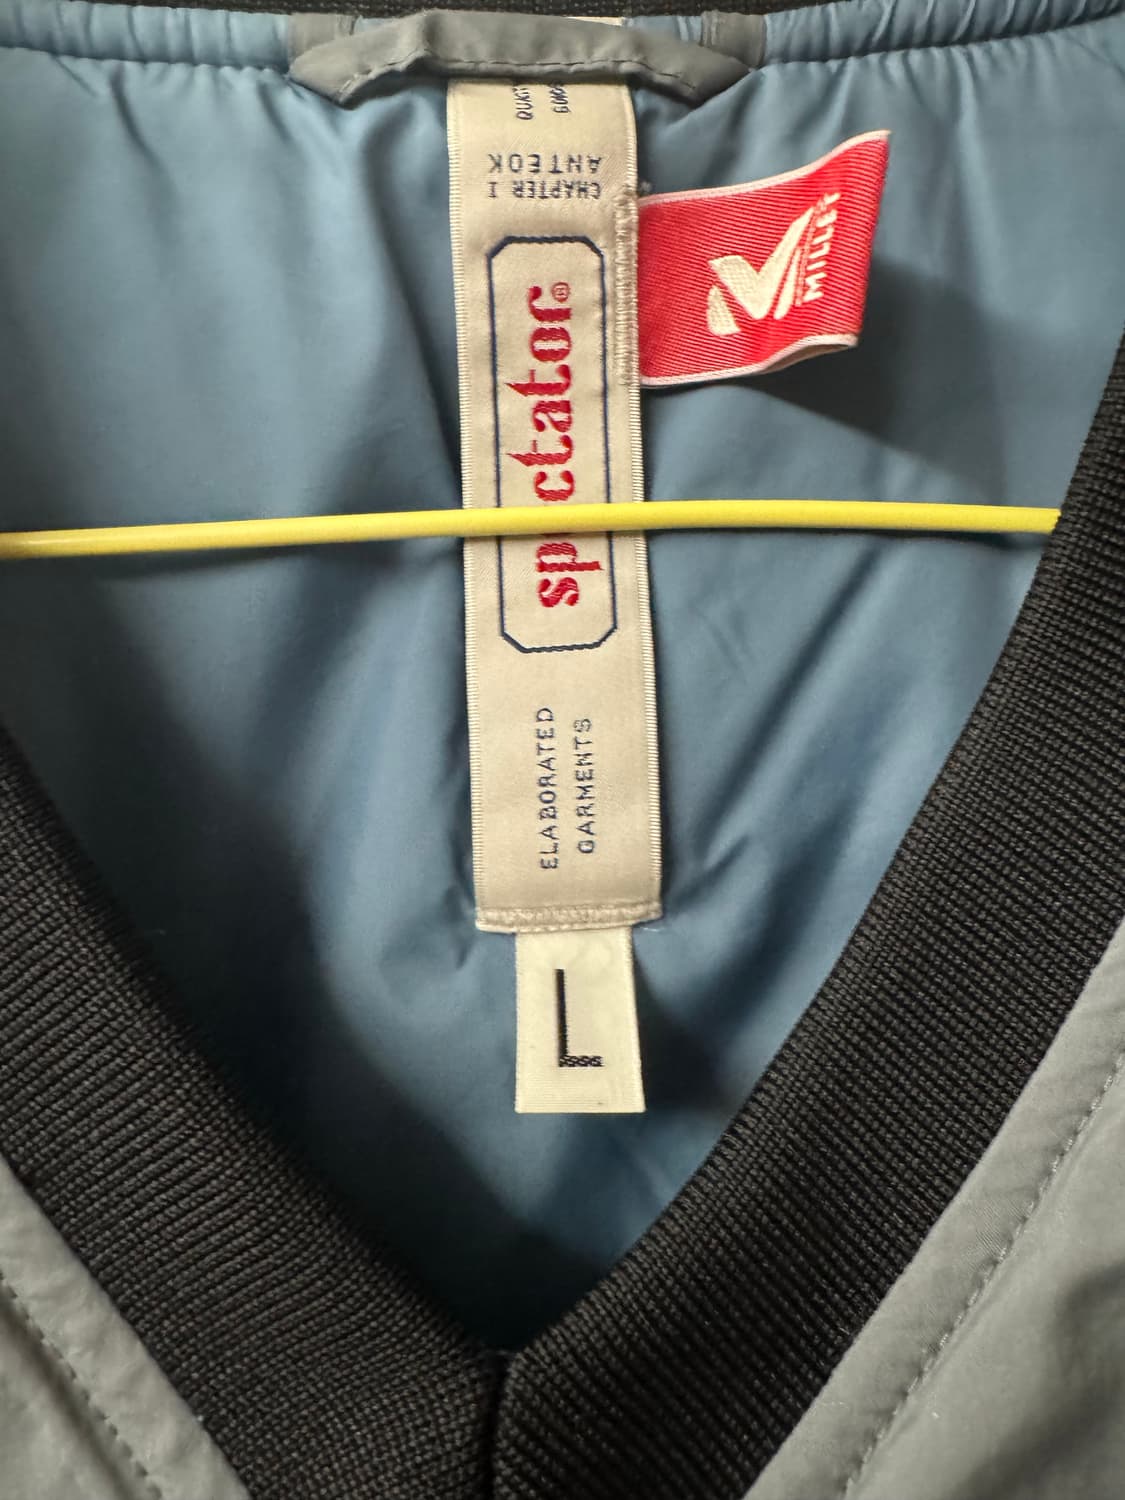 CHAPTER I
ANTEOK
MILLET
spectator®
ELABORATED
GARMENTS
L